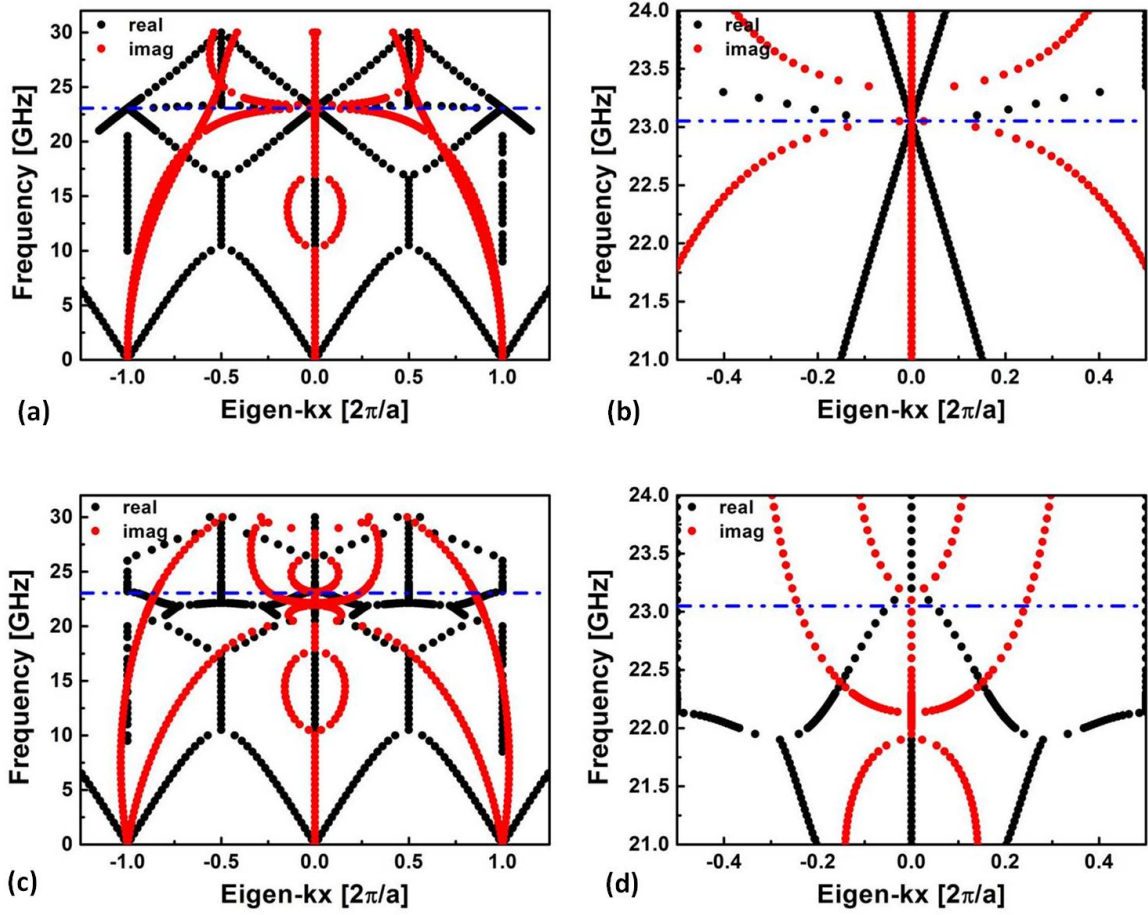 real
imag
30
25
20
15
10
5
0
Frequency [GHz]
-1.0 -0.5 0.0 0.5 1.0
Eigen-kx [2π/a]
(a)
real
imag
24.0
23.5
23.0
22.5
22.0
21.5
21.0
Frequency [GHz]
-0.4 -0.2 0.0 0.2 0.4
Eigen-kx [2π/a]
(b)
real
imag
30
25
20
15
10
5
0
Frequency [GHz]
-1.0 -0.5 0.0 0.5 1.0
Eigen-kx [2π/a]
(c)
real
imag
24.0
23.5
23.0
22.5
22.0
21.5
21.0
Frequency [GHz]
-0.4 -0.2 0.0 0.2 0.4
Eigen-kx [2π/a]
(d)